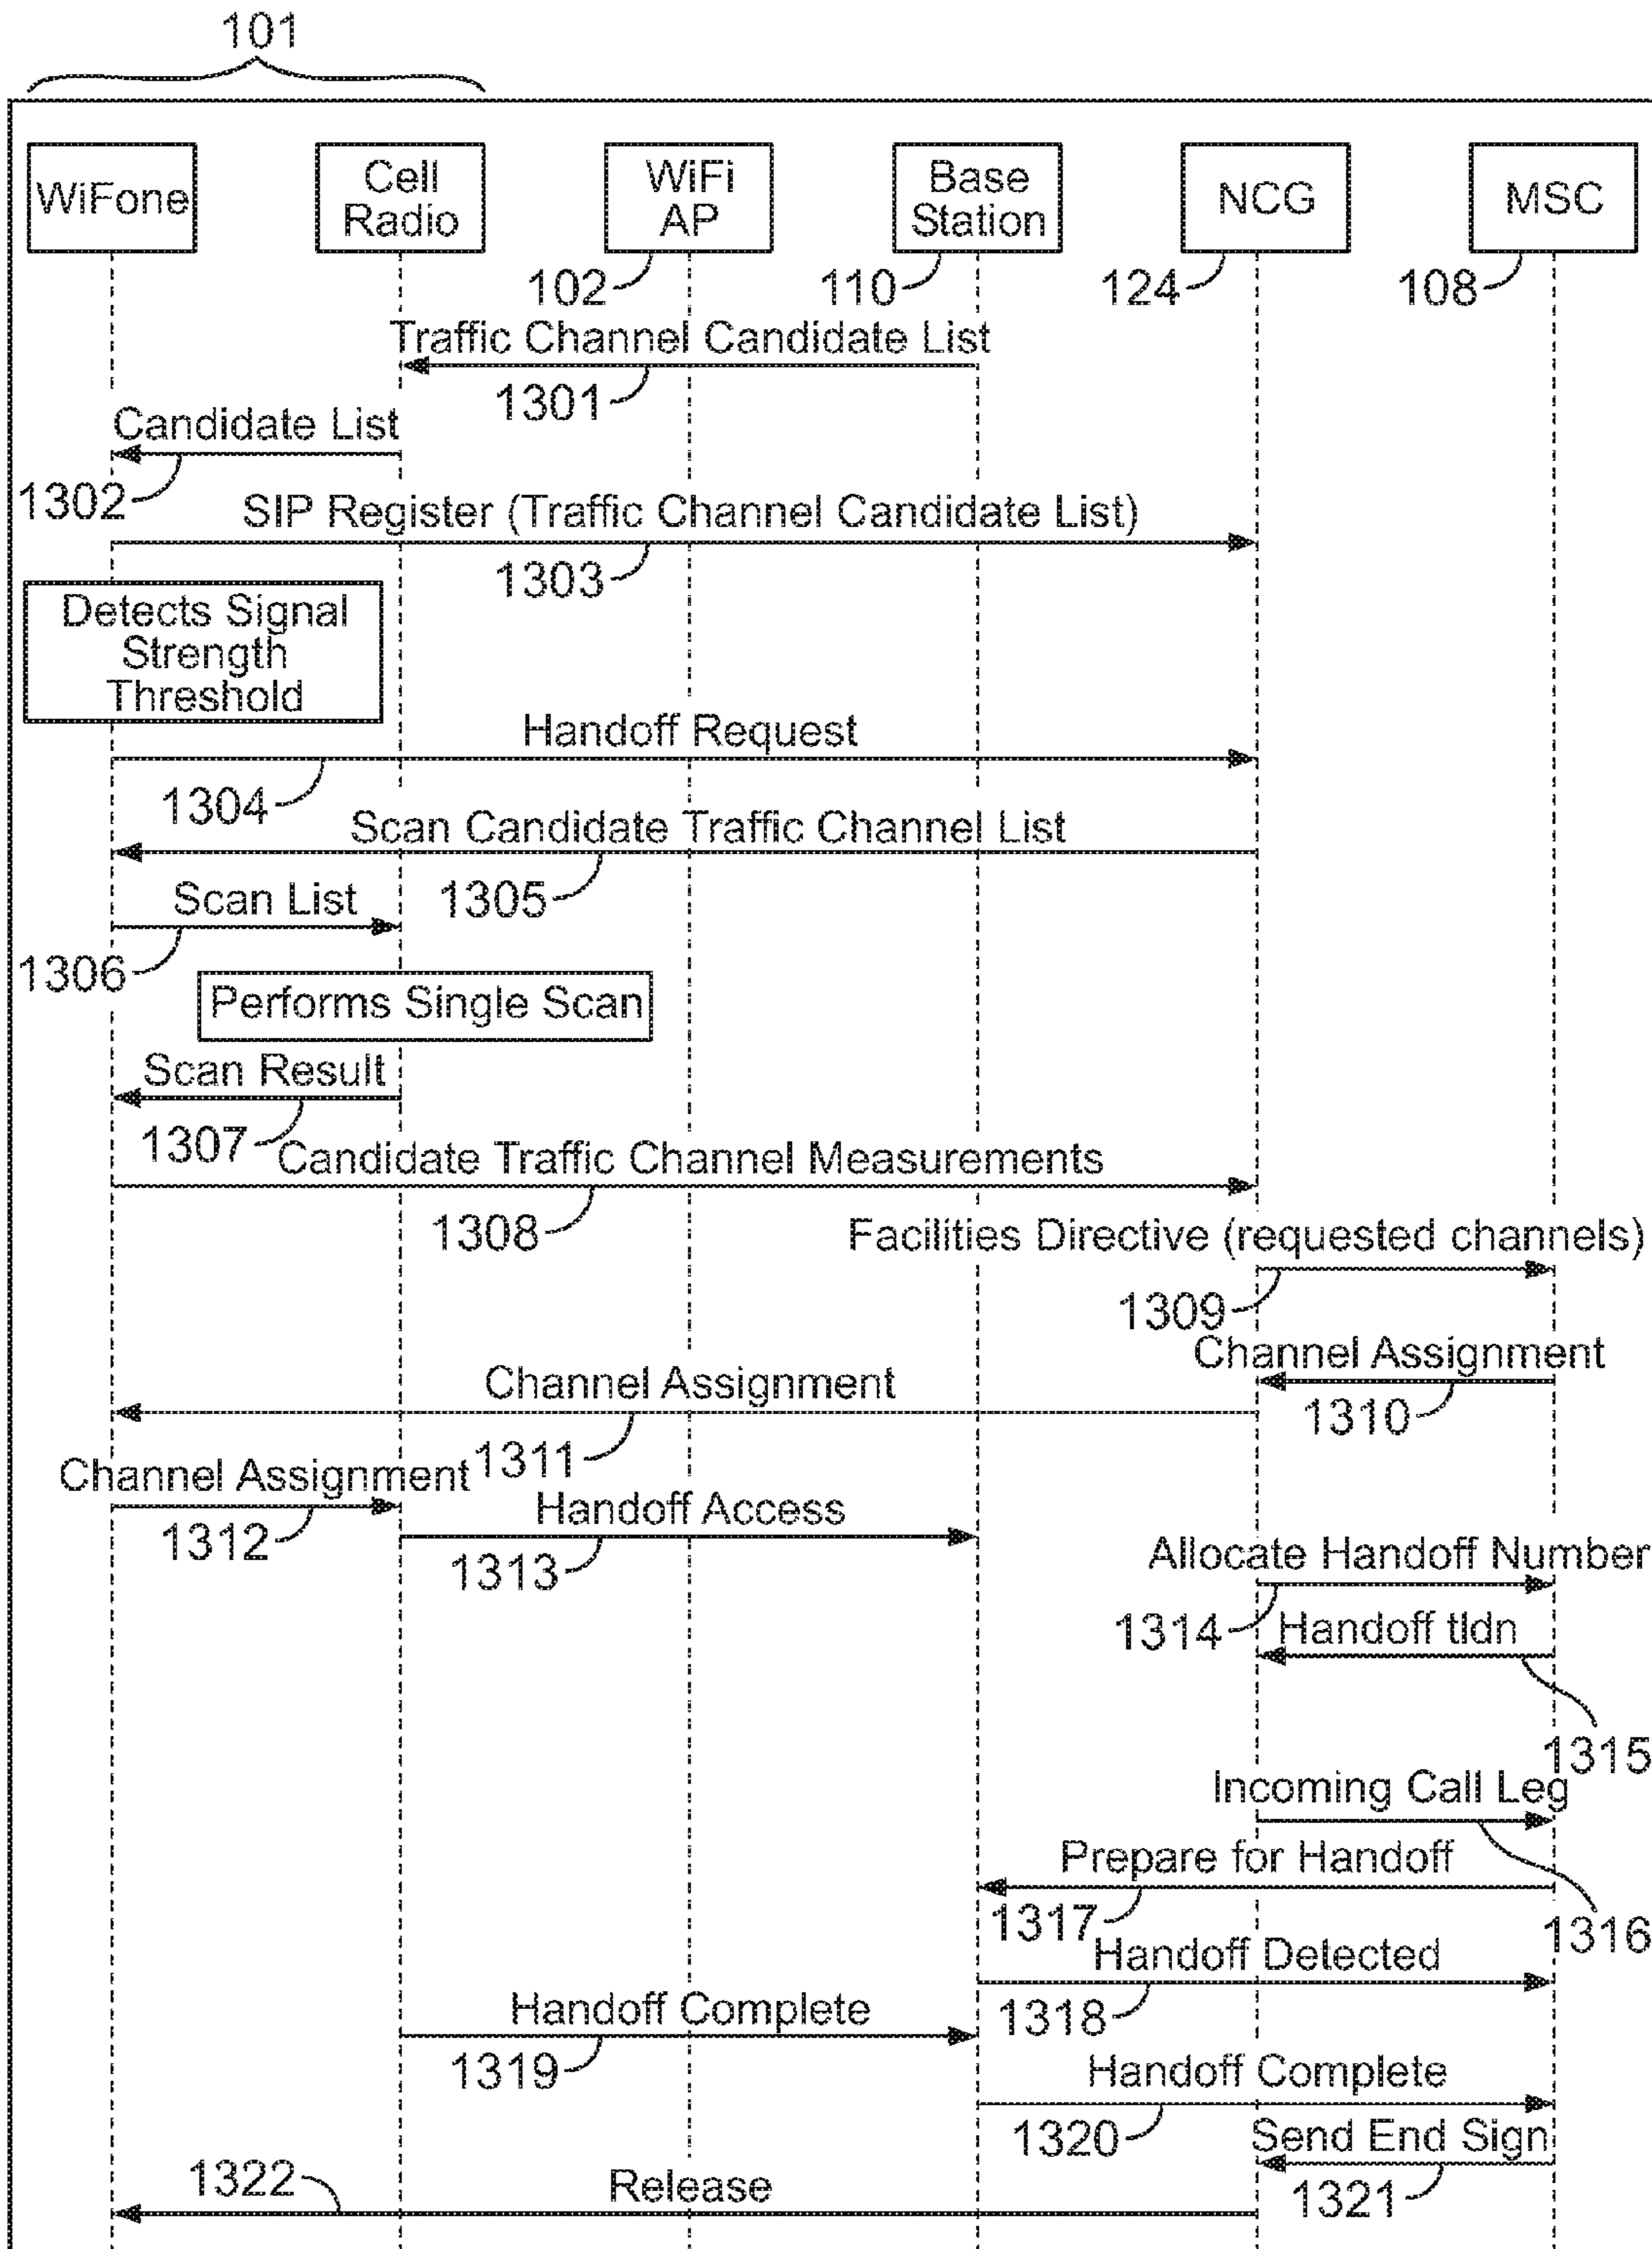 101
WiFone
Cell
Radio
WiFi
AP
Base
Station
NCG
MSC
102
110
124
108
Traffic Channel Candidate List
1301
Candidate List
1302
SIP Register (Traffic Channel Candidate List)
1303
Detects Signal
Strength
Threshold
Handoff Request
1304
Scan Candidate Traffic Channel List
1305
Scan List
1306
Performs Single Scan
Scan Result
1307
Candidate Traffic Channel Measurements
1308
Facilities Directive (requested channels)
1309
Channel Assignment
1310
Channel Assignment
1311
Channel Assignment
1312
Handoff Access
1313
Allocate Handoff Number
1314
Handoff tldn
1315
Incoming Call Leg
1316
Prepare for Handoff
1317
Handoff Detected
1318
Handoff Complete
1319
Handoff Complete
1320
Send End Sign
1321
1322
Release